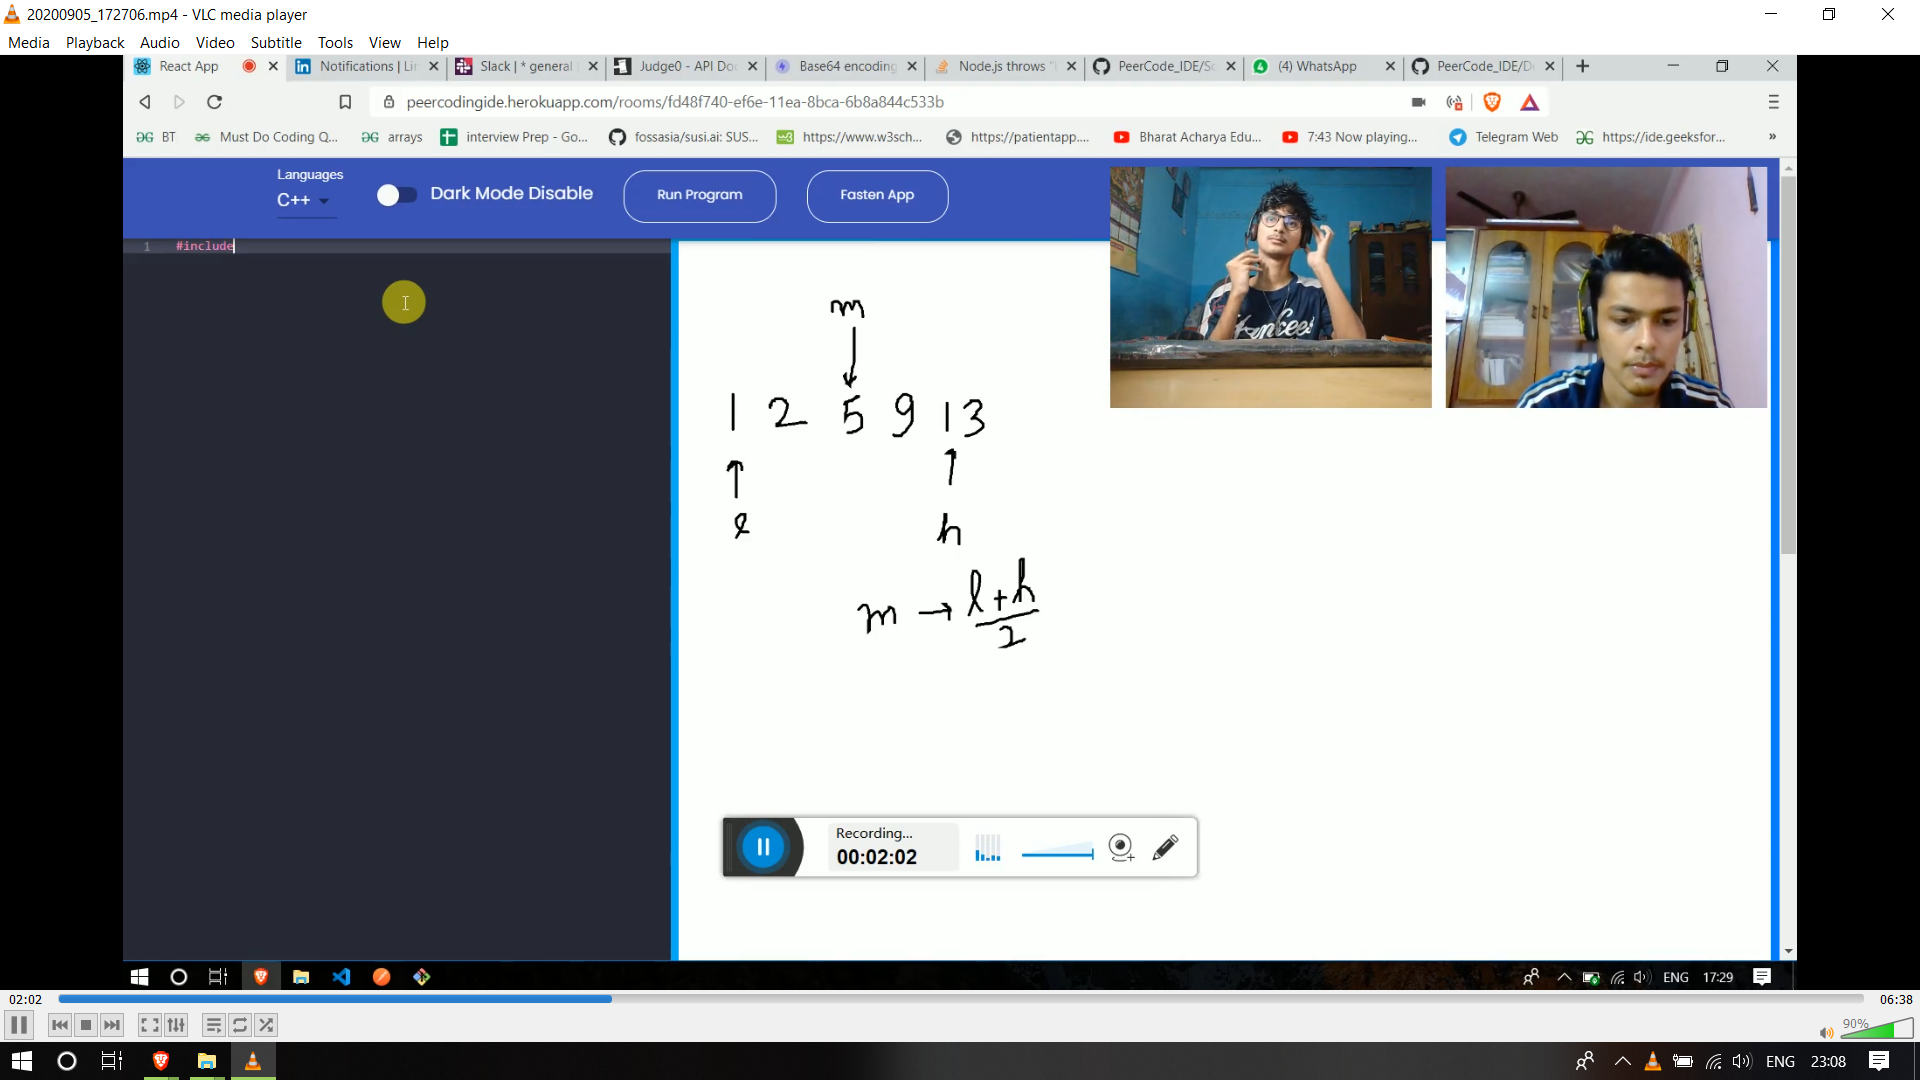 20200905_172706.mp4 - VLC media player
Media Playback Audio Video Subtitle Tools View Help
React App Notifications | Lin Slack | * general Judge0 - API Doc Base64 encoding Node.js throws " PeerCode_IDE/Sc (4) WhatsApp PeerCode_IDE/De
peercodingide.herokuapp.com/rooms/fd48f740-ef6e-11ea-8bca-6b8a844c533b
BT Must Do Coding Q... arrays interview Prep - Go... fossasia/susi.ai: SUS... https://www.w3sch... https://patientapp.... Bharat Acharya Edu... 7:43 Now playing... Telegram Web https://ide.geeksfor... »
Languages
C++ Dark Mode Disable Run Program Fasten App
1 #include
m
1 2 5 9 13
l h
m → l+h
2
Recording...
00:02:02
ENG 17:29
02:02 06:38
90%
ENG 23:08